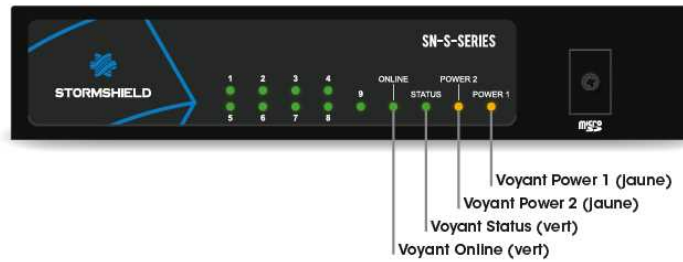 SN-S-SERIES
STORMSHIELD
1 2 3 4
ONLINE
POWER 2
9
STATUS
POWER 1
5 6 7 8
micro
Voyant Power 1 (jaune)
Voyant Power 2 (jaune)
Voyant Status (vert)
Voyant Online (vert)